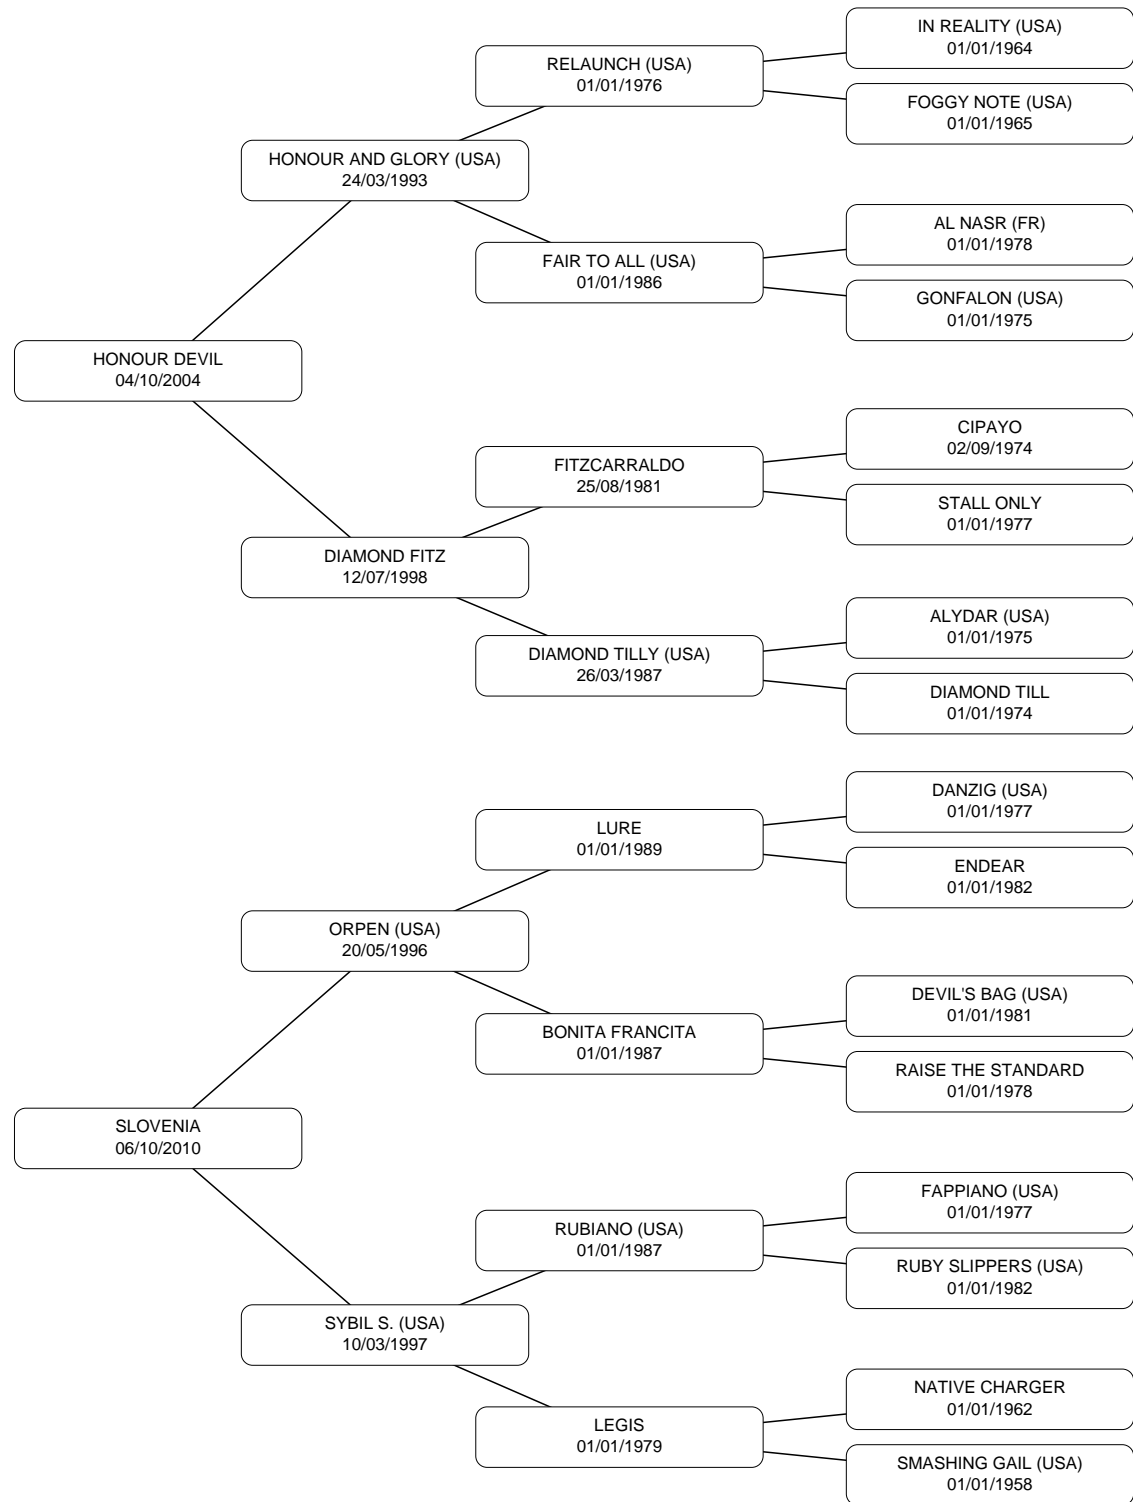 IN REALITY (USA)
01/01/1964
RELAUNCH (USA)
01/01/1976
FOGGY NOTE (USA)
01/01/1965
HONOUR AND GLORY (USA)
24/03/1993
AL NASR (FR)
01/01/1978
FAIR TO ALL (USA)
01/01/1986
GONFALON (USA)
01/01/1975
HONOUR DEVIL
04/10/2004
CIPAYO
02/09/1974
FITZCARRALDO
25/08/1981
STALL ONLY
01/01/1977
DIAMOND FITZ
12/07/1998
ALYDAR (USA)
01/01/1975
DIAMOND TILLY (USA)
26/03/1987
DIAMOND TILL
01/01/1974
DANZIG (USA)
01/01/1977
LURE
01/01/1989
ENDEAR
01/01/1982
ORPEN (USA)
20/05/1996
DEVIL'S BAG (USA)
01/01/1981
BONITA FRANCITA
01/01/1987
RAISE THE STANDARD
01/01/1978
SLOVENIA
06/10/2010
FAPPIANO (USA)
01/01/1977
RUBIANO (USA)
01/01/1987
RUBY SLIPPERS (USA)
01/01/1982
SYBIL S. (USA)
10/03/1997
NATIVE CHARGER
01/01/1962
LEGIS
01/01/1979
SMASHING GAIL (USA)
01/01/1958